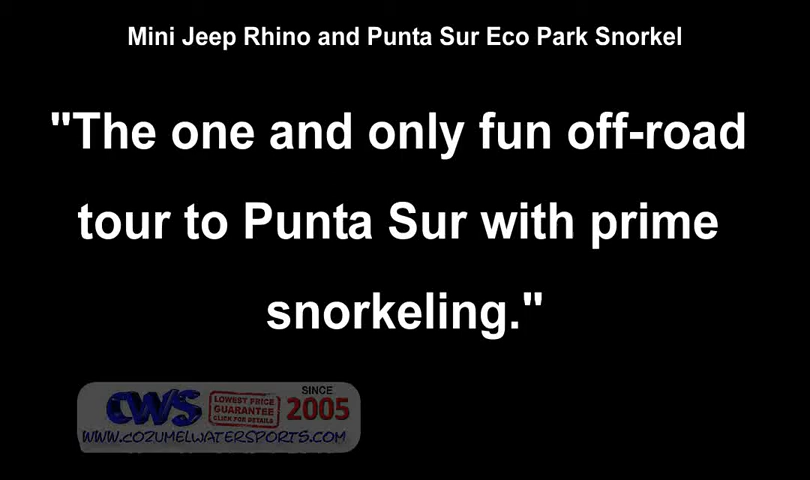 Mini Jeep Rhino and Punta Sur Eco Park Snorkel
"The one and only fun off-road
tour to Punta Sur with prime
snorkeling."
CWS
LOWEST PRICE
GUARANTEE
CLICK FOR DETAILS
SINCE
2005
WWW.COZUMELWATERSPORTS.COM